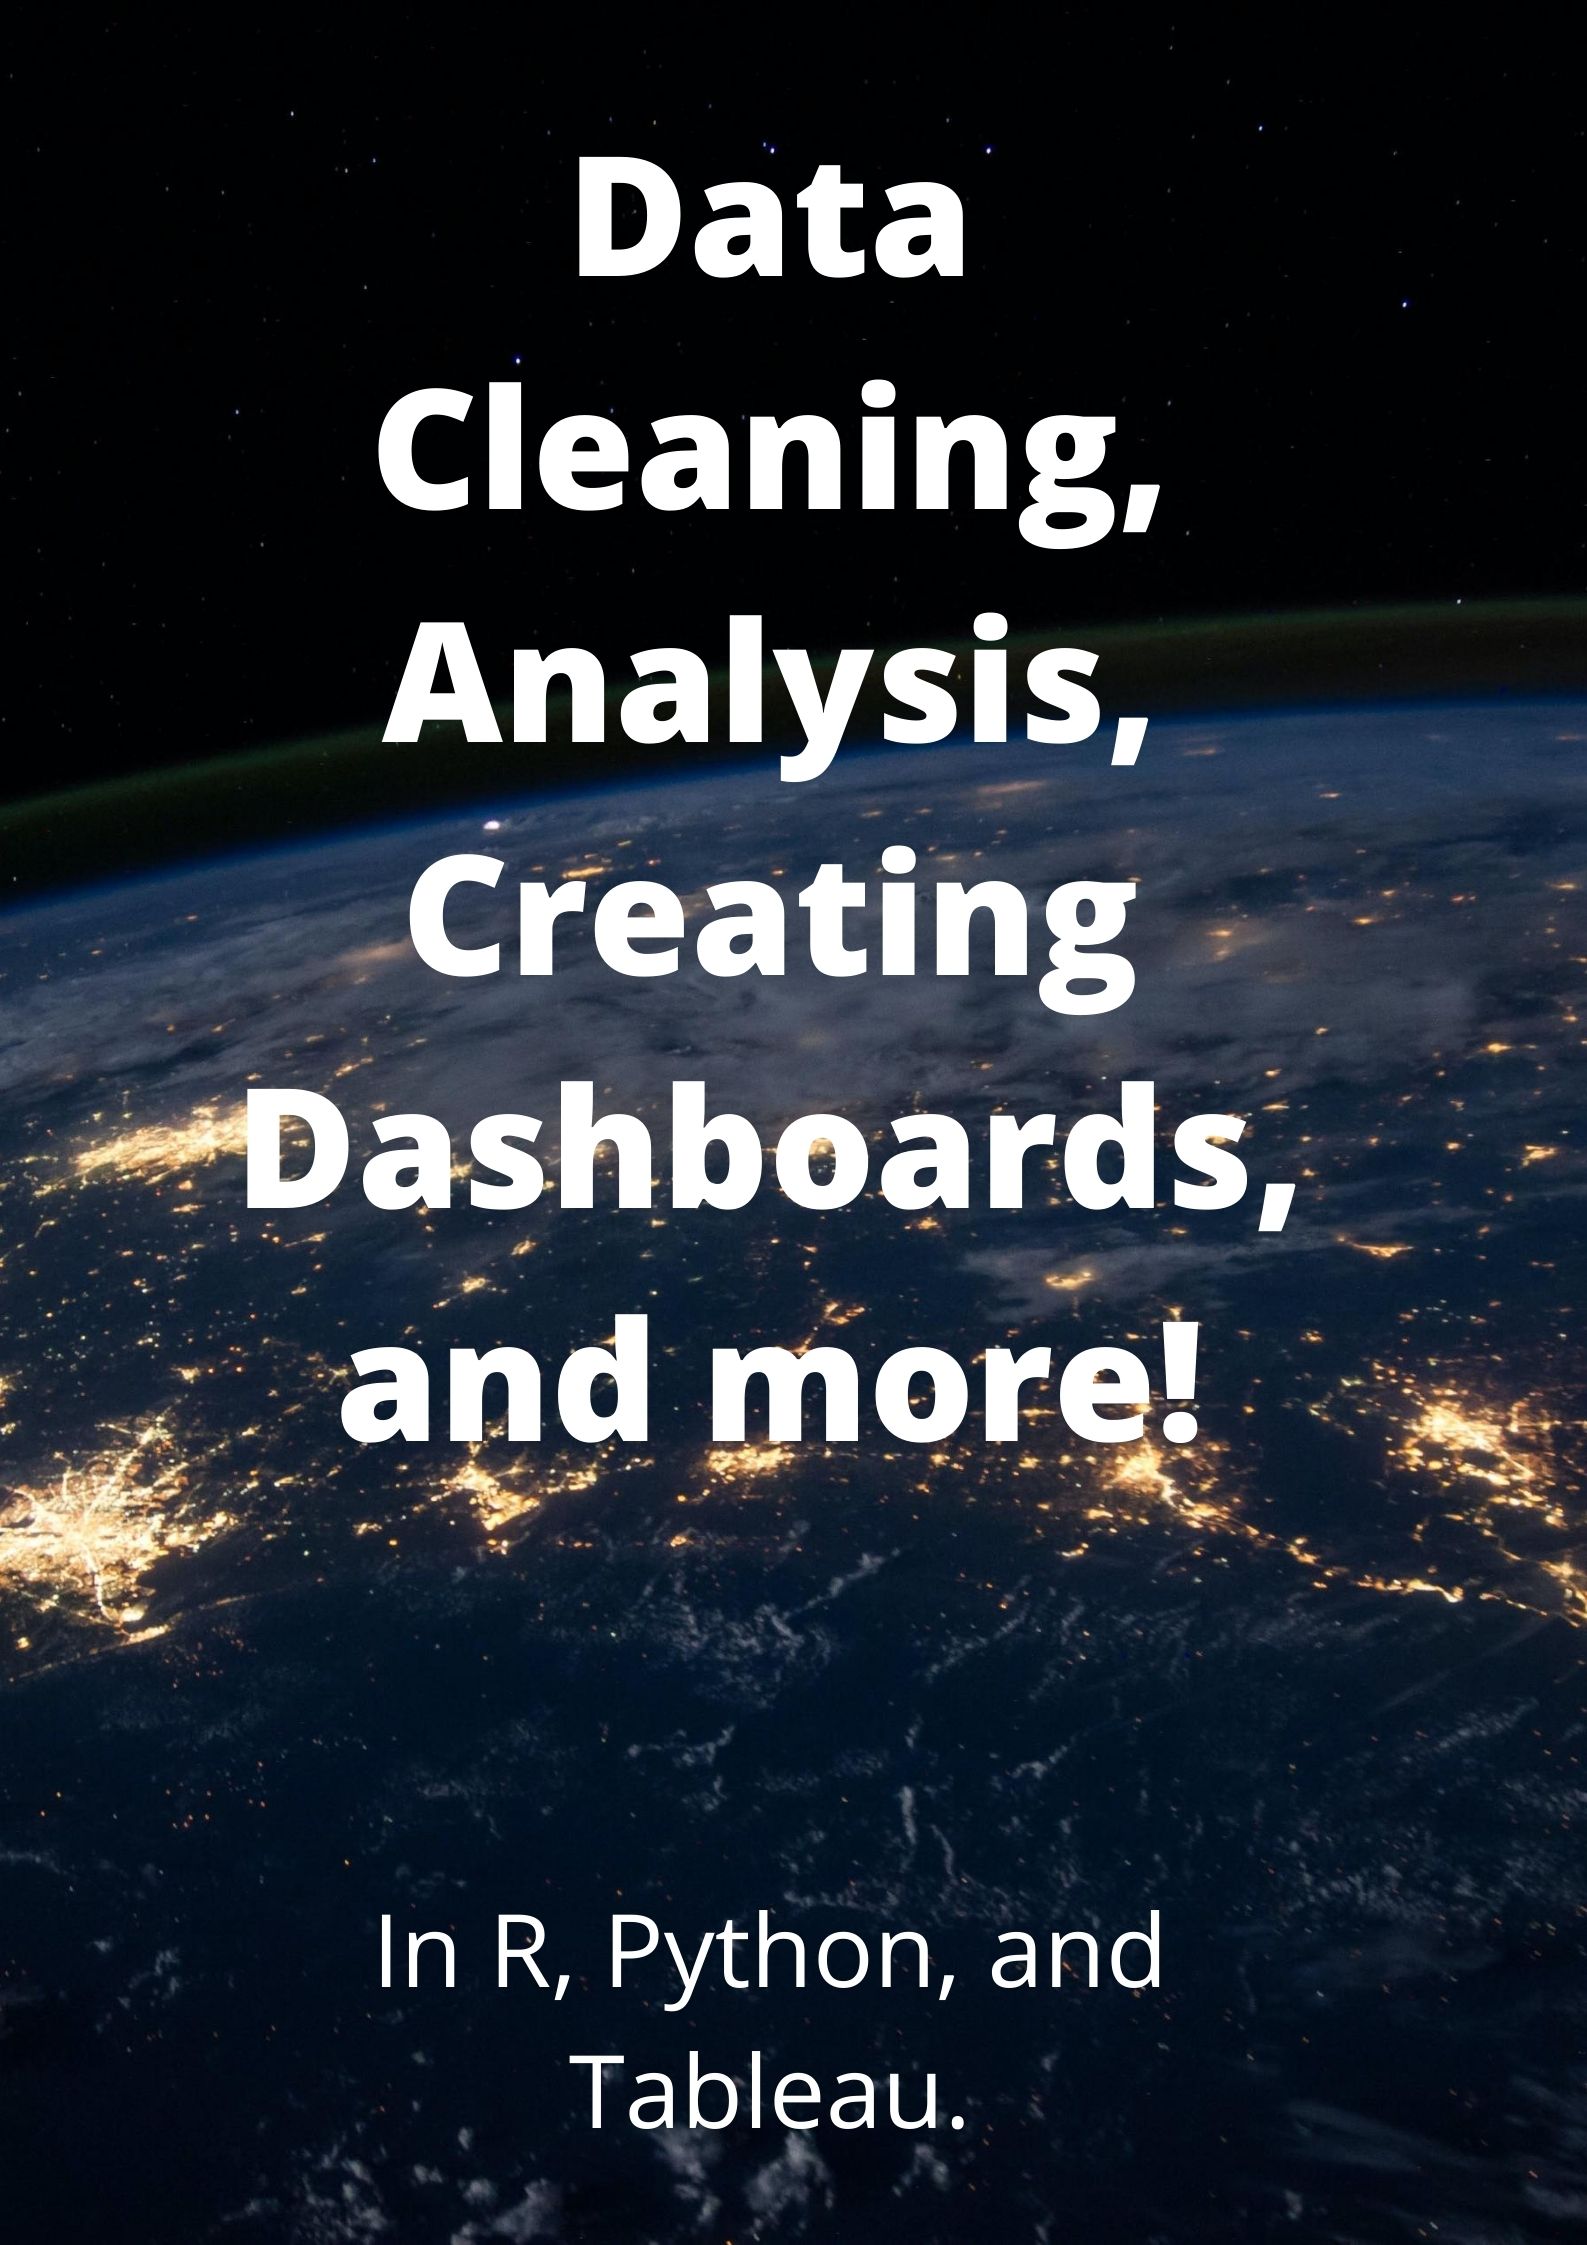 Data
Cleaning,
Analysis,
Creating
Dashboards,
and more!
In R, Python, and
Tableau.